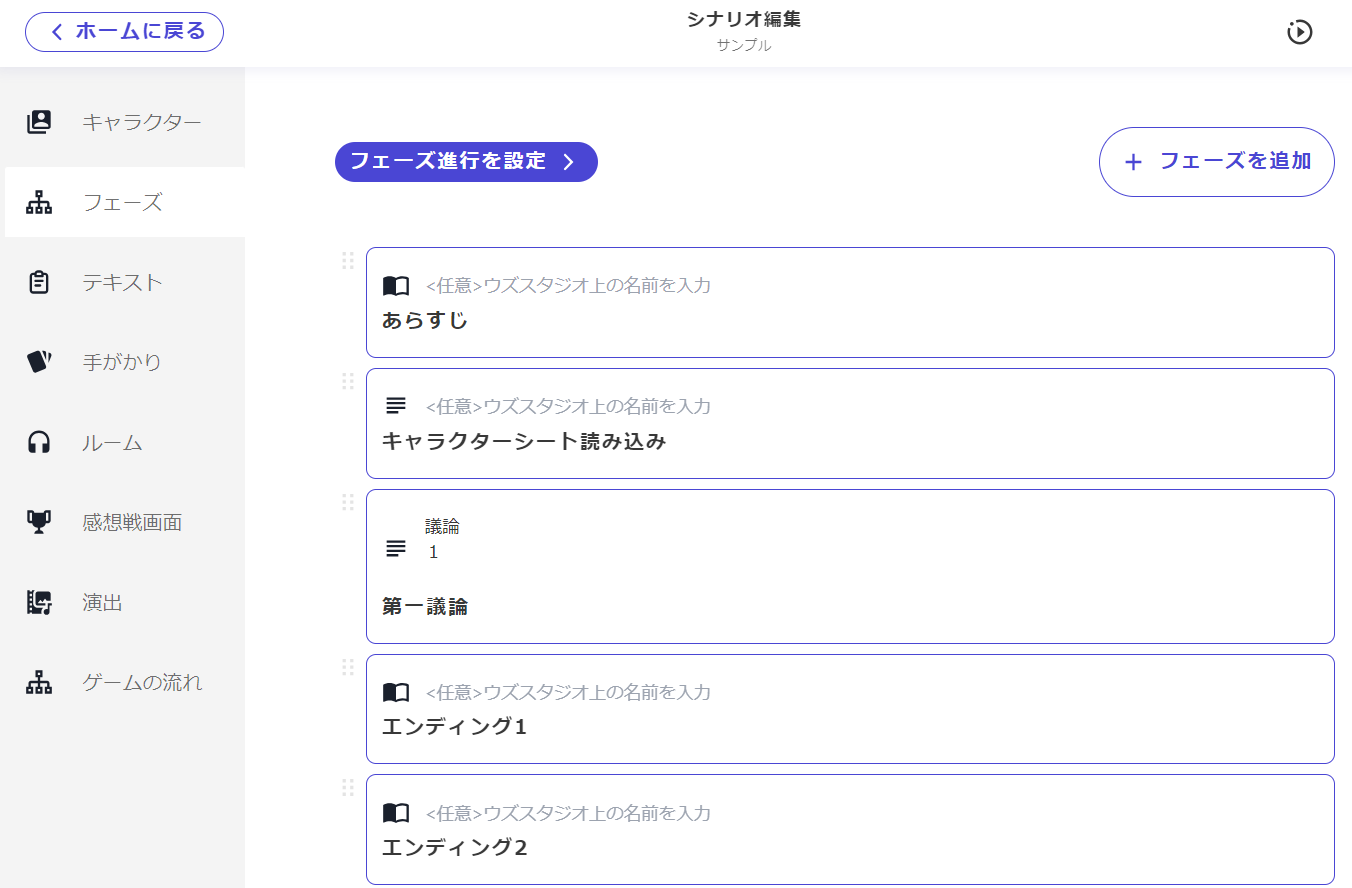 ホームに戻る
シナリオ編集
サンプル
キャラクター
フェーズ
テキスト
手がかり
ルーム
感想戦画面
演出
ゲームの流れ
フェーズ進行を設定
+ フェーズを追加
<任意>ウズスタジオ上の名前を入力
あらすじ
<任意>ウズスタジオ上の名前を入力
キャラクターシート読み込み
議論
1
第一議論
<任意>ウズスタジオ上の名前を入力
エンディング1
<任意>ウズスタジオ上の名前を入力
エンディング2